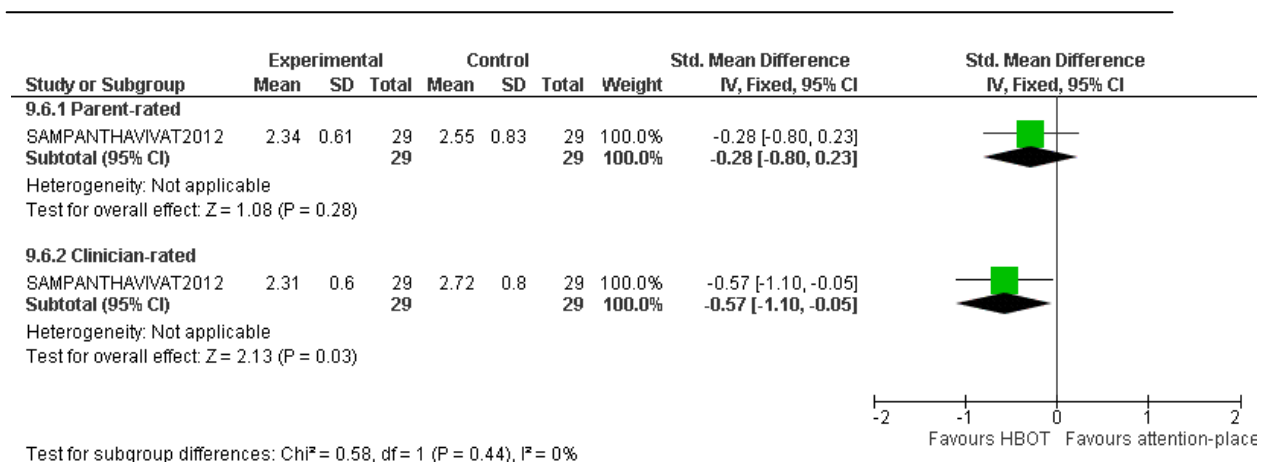 Experimental Control Std. Mean Difference Std. Mean Difference
Study or Subgroup Mean SD Total Mean SD Total Weight IV, Fixed, 95% CI IV, Fixed, 95% CI
9.6.1 Parent-rated
SAMPANTHAVIVAT2012 2.34 0.61 29 2.55 0.83 29 100.0% -0.28 [-0.80, 0.23]
Subtotal (95% CI) 29 29 100.0% -0.28 [-0.80, 0.23]
Heterogeneity: Not applicable
Test for overall effect: Z = 1.08 (P = 0.28)
9.6.2 Clinician-rated
SAMPANTHAVIVAT2012 2.31 0.6 29 2.72 0.8 29 100.0% -0.57 [-1.10, -0.05]
Subtotal (95% CI) 29 29 100.0% -0.57 [-1.10, -0.05]
Heterogeneity: Not applicable
Test for overall effect: Z = 2.13 (P = 0.03)
-2 -1 0 1 2
Favours HBOT Favours attention-place
Test for subgroup differences: Chi² = 0.58, df = 1 (P = 0.44), I² = 0%